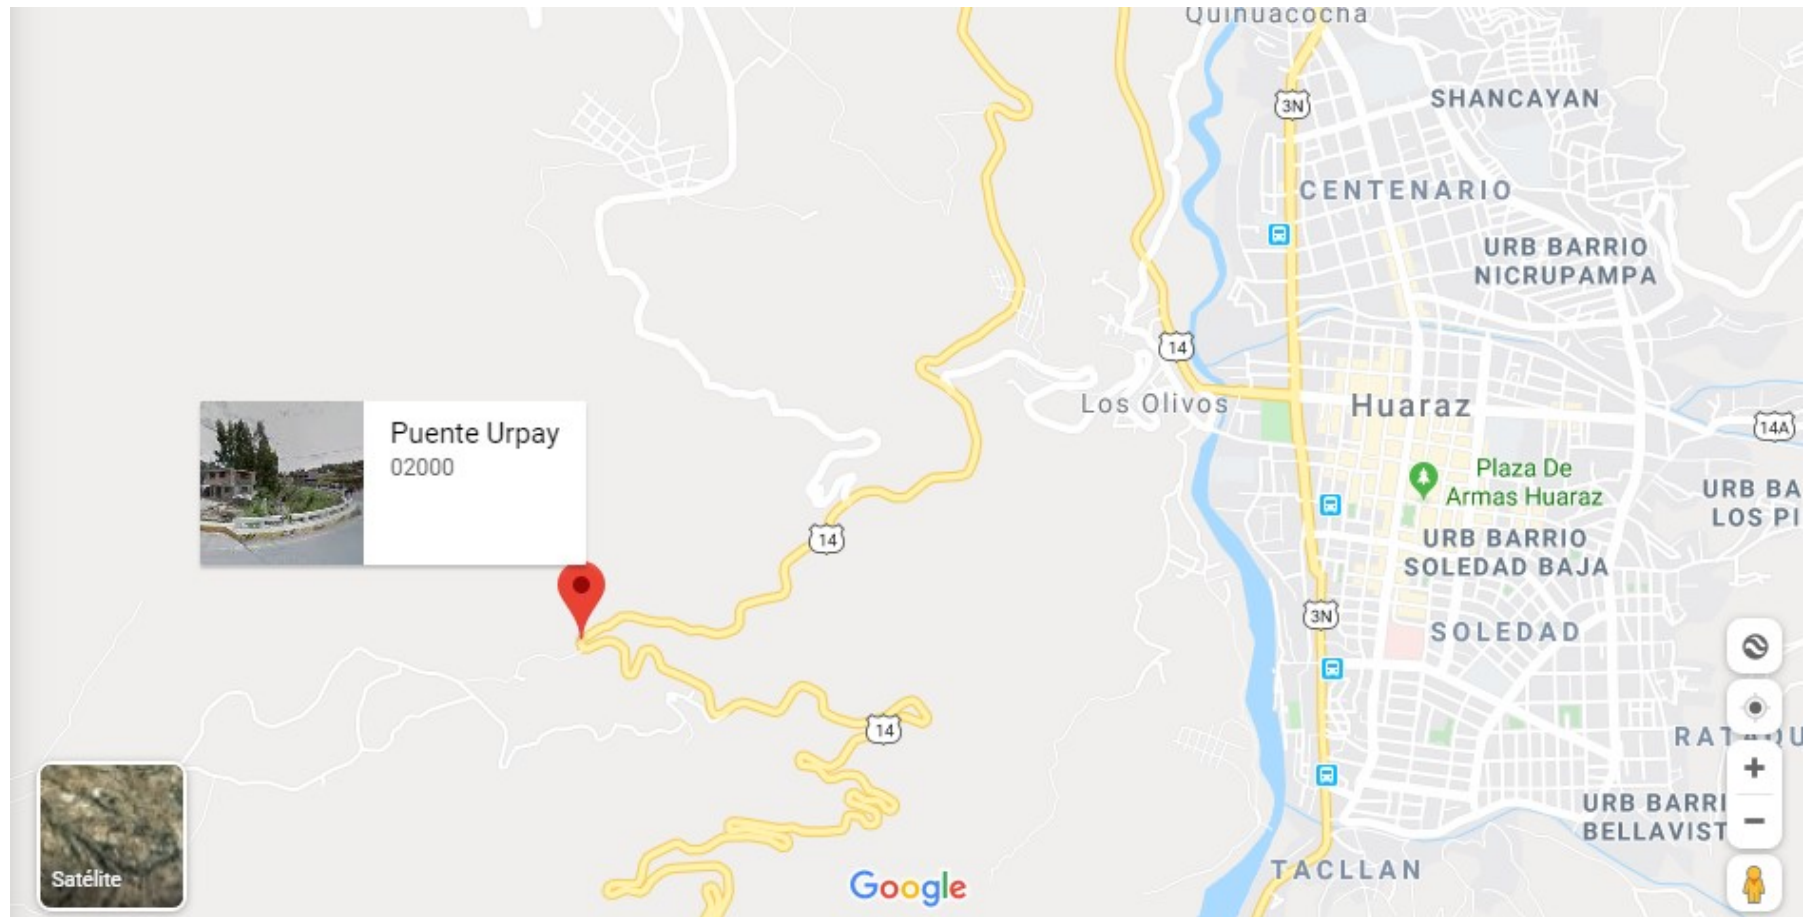 Quinuacocha
3N
SHANCAYAN
CENTENARIO
URB BARRIO
NICRUPAMPA
14
Los Olivos
Huaraz
14A
Puente Urpay
02000
Plaza De
Armas Huaraz
URB BA
LOS PI
14
URB BARRIO
SOLEDAD BAJA
3N
SOLEDAD
14
RATAQU
URB BARRI
BELLAVIST
TACLLAN
Satélite
Google